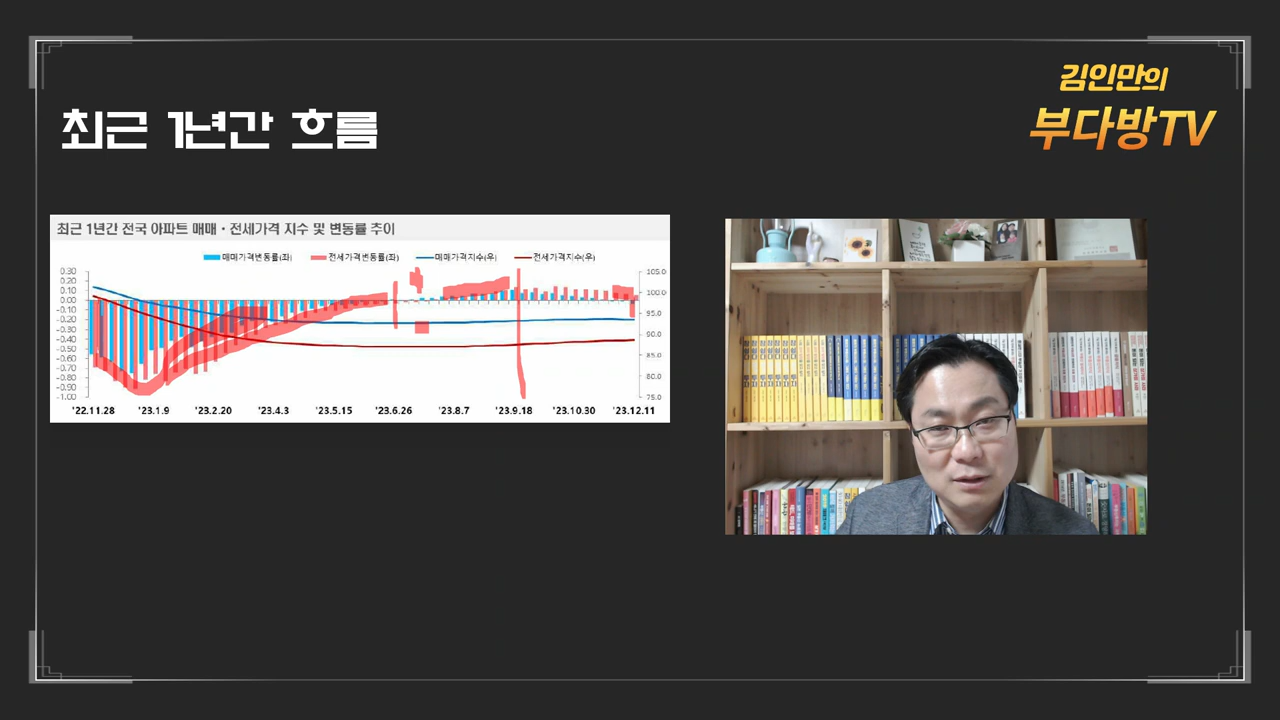 최근 1년간 흐름
김인만의
부다방TV
최근 1년간 전국 아파트 매매・전세가격 지수 및 변동률 추이
매매가격변동률(좌) 전세가격변동률(좌) 매매가격지수(우) 전세가격지수(우)
0.30 105.0
0.20
0.10 100.0
0.00
-0.10 95.0
-0.20
-0.30 90.0
-0.40
-0.50 85.0
-0.60
-0.70 80.0
-0.80
-0.90
-1.00 75.0
'22.11.28 '23.1.9 '23.2.20 '23.4.3 '23.5.15 '23.6.26 '23.8.7 '23.9.18 '23.10.30 '23.12.11